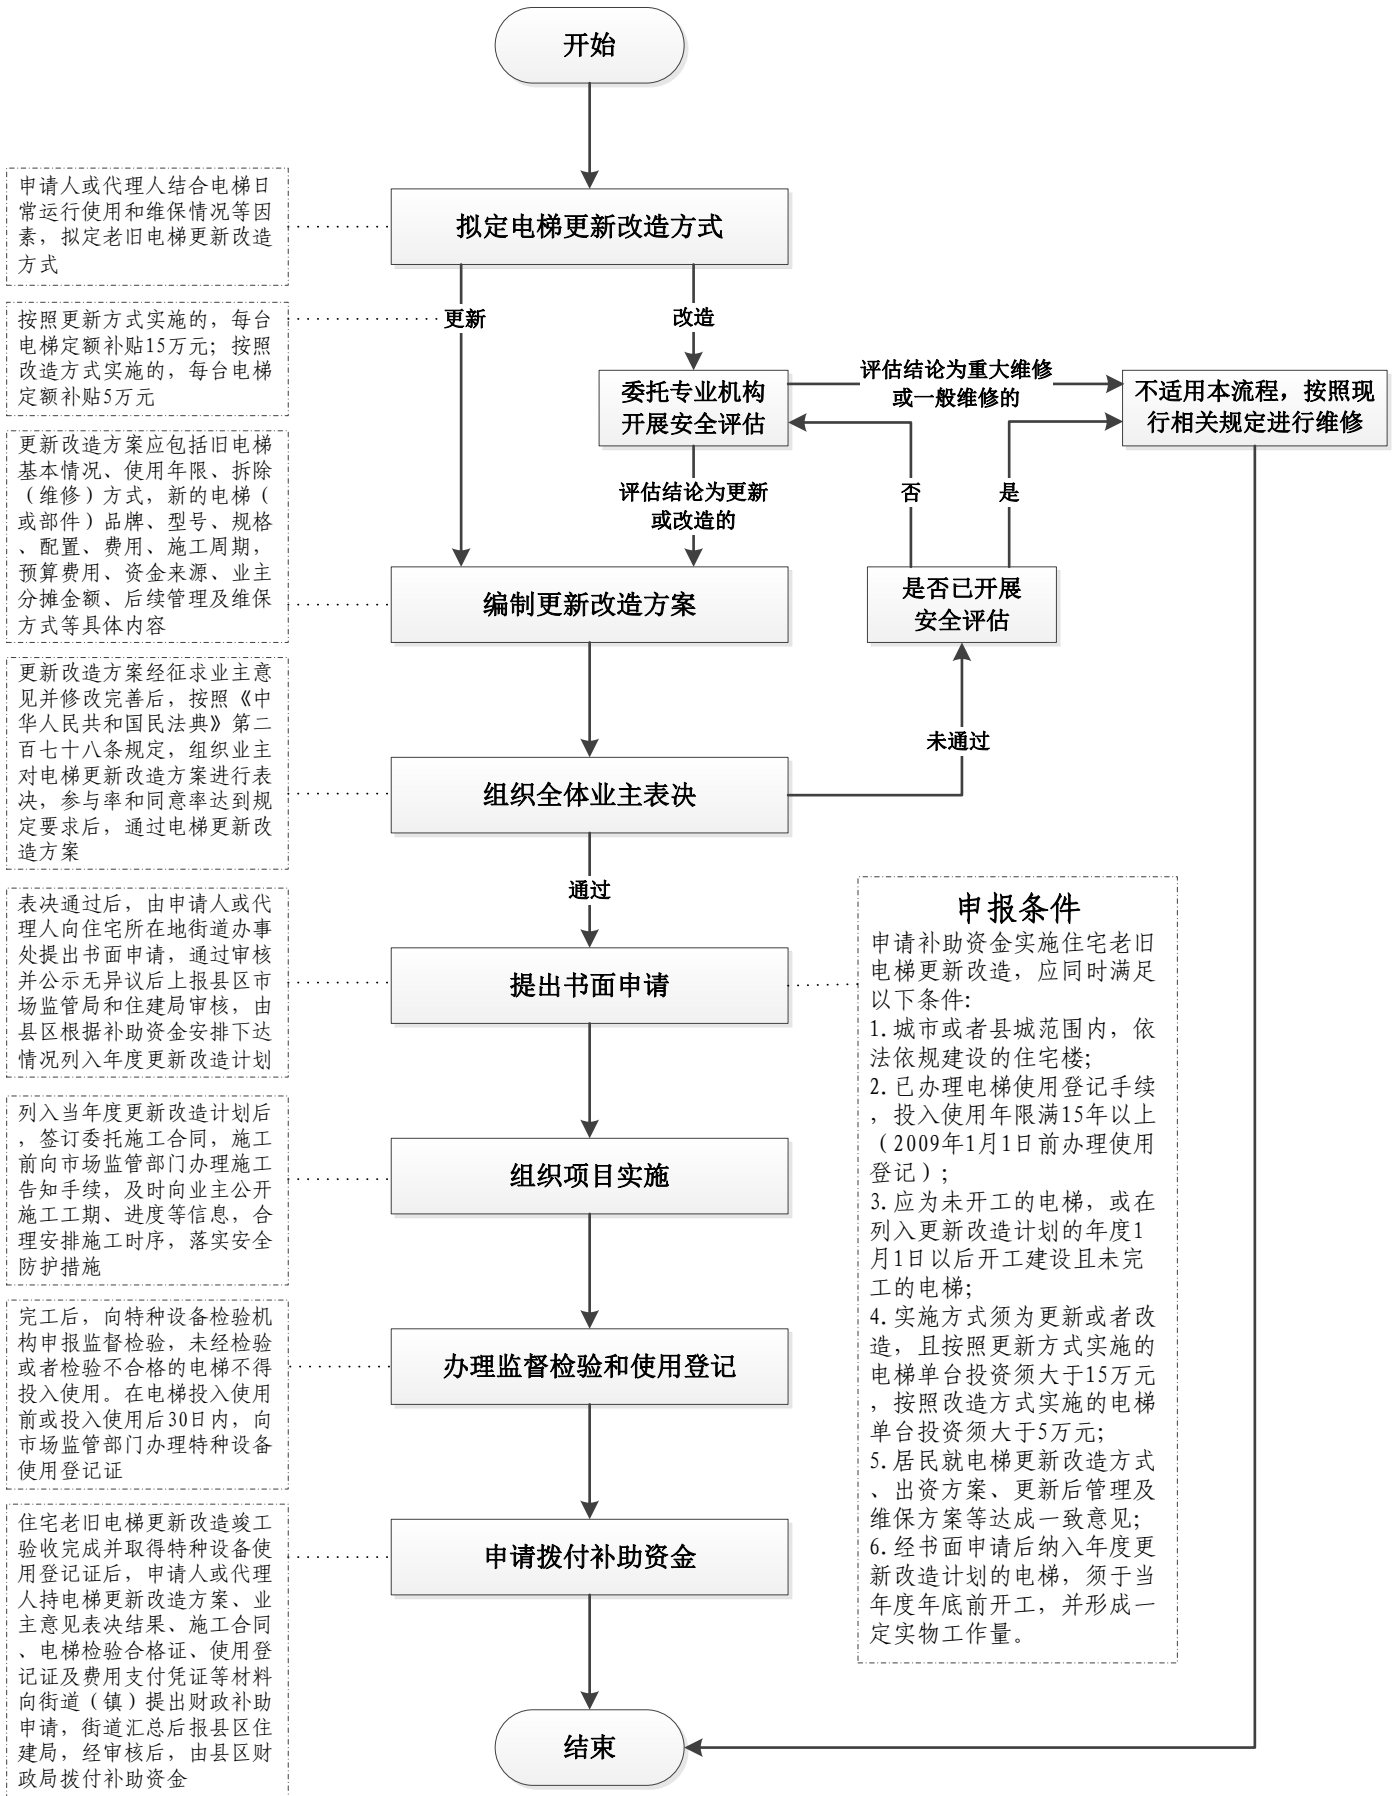 开始
申请人或代理人结合电梯日
常运行使用和维保情况等因
素，拟定老旧电梯更新改造
方式
拟定电梯更新改造方式
按照更新方式实施的，每台
电梯定额补贴15万元；按照
改造方式实施的，每台电梯
定额补贴5万元
更新
改造
委托专业机构
开展安全评估
评估结论为重大维修
或一般维修的
不适用本流程，按照现
行相关规定进行维修
评估结论为更新
或改造的
否
是
更新改造方案应包括旧电梯
基本情况、使用年限、拆除
（维修）方式，新的电梯（
或部件）品牌、型号、规格
、配置、费用、施工周期，
预算费用、资金来源、业主
分摊金额、后续管理及维保
方式等具体内容
编制更新改造方案
是否已开展
安全评估
更新改造方案经征求业主意
见并修改完善后，按照《中
华人民共和国民法典》第二
百七十八条规定，组织业主
对电梯更新改造方案进行表
决，参与率和同意率达到规
定要求后，通过电梯更新改
造方案
组织全体业主表决
未通过
通过
表决通过后，由申请人或代
理人向住宅所在地街道办事
处提出书面申请，通过审核
并公示无异议后上报县区市
场监管局和住建局审核，由
县区根据补助资金安排下达
情况列入年度更新改造计划
提出书面申请
申报条件
申请补助资金实施住宅老旧
电梯更新改造，应同时满足
以下条件：
1.城市或者县城范围内，依
法依规建设的住宅楼；
2.已办理电梯使用登记手续
，投入使用年限满15年以上
（2009年1月1日前办理使用
登记）；
3.应为未开工的电梯，或在
列入更新改造计划的年度1
月1日以后开工建设且未完
工的电梯；
4.实施方式须为更新或者改
造，且按照更新方式实施的
电梯单台投资须大于15万元
，按照改造方式实施的电梯
单台投资须大于5万元；
5.居民就电梯更新改造方式
、出资方案、更新后管理及
维保方案等达成一致意见；
6.经书面申请后纳入年度更
新改造计划的电梯，须于当
年度年底前开工，并形成一
定实物工作量。
列入当年度更新改造计划后
，签订委托施工合同，施工
前向市场监管部门办理施工
告知手续，及时向业主公开
施工工期、进度等信息，合
理安排施工时序，落实安全
防护措施
组织项目实施
完工后，向特种设备检验机
构申报监督检验，未经检验
或者检验不合格的电梯不得
投入使用。在电梯投入使用
前或投入使用后30日内，向
市场监管部门办理特种设备
使用登记证
办理监督检验和使用登记
住宅老旧电梯更新改造竣工
验收完成并取得特种设备使
用登记证后，申请人或代理
人持电梯更新改造方案、业
主意见表决结果、施工合同
、电梯检验合格证、使用登
记证及费用支付凭证等材料
向街道（镇）提出财政补助
申请，街道汇总后报县区住
建局，经审核后，由县区财
政局拨付补助资金
申请拨付补助资金
结束